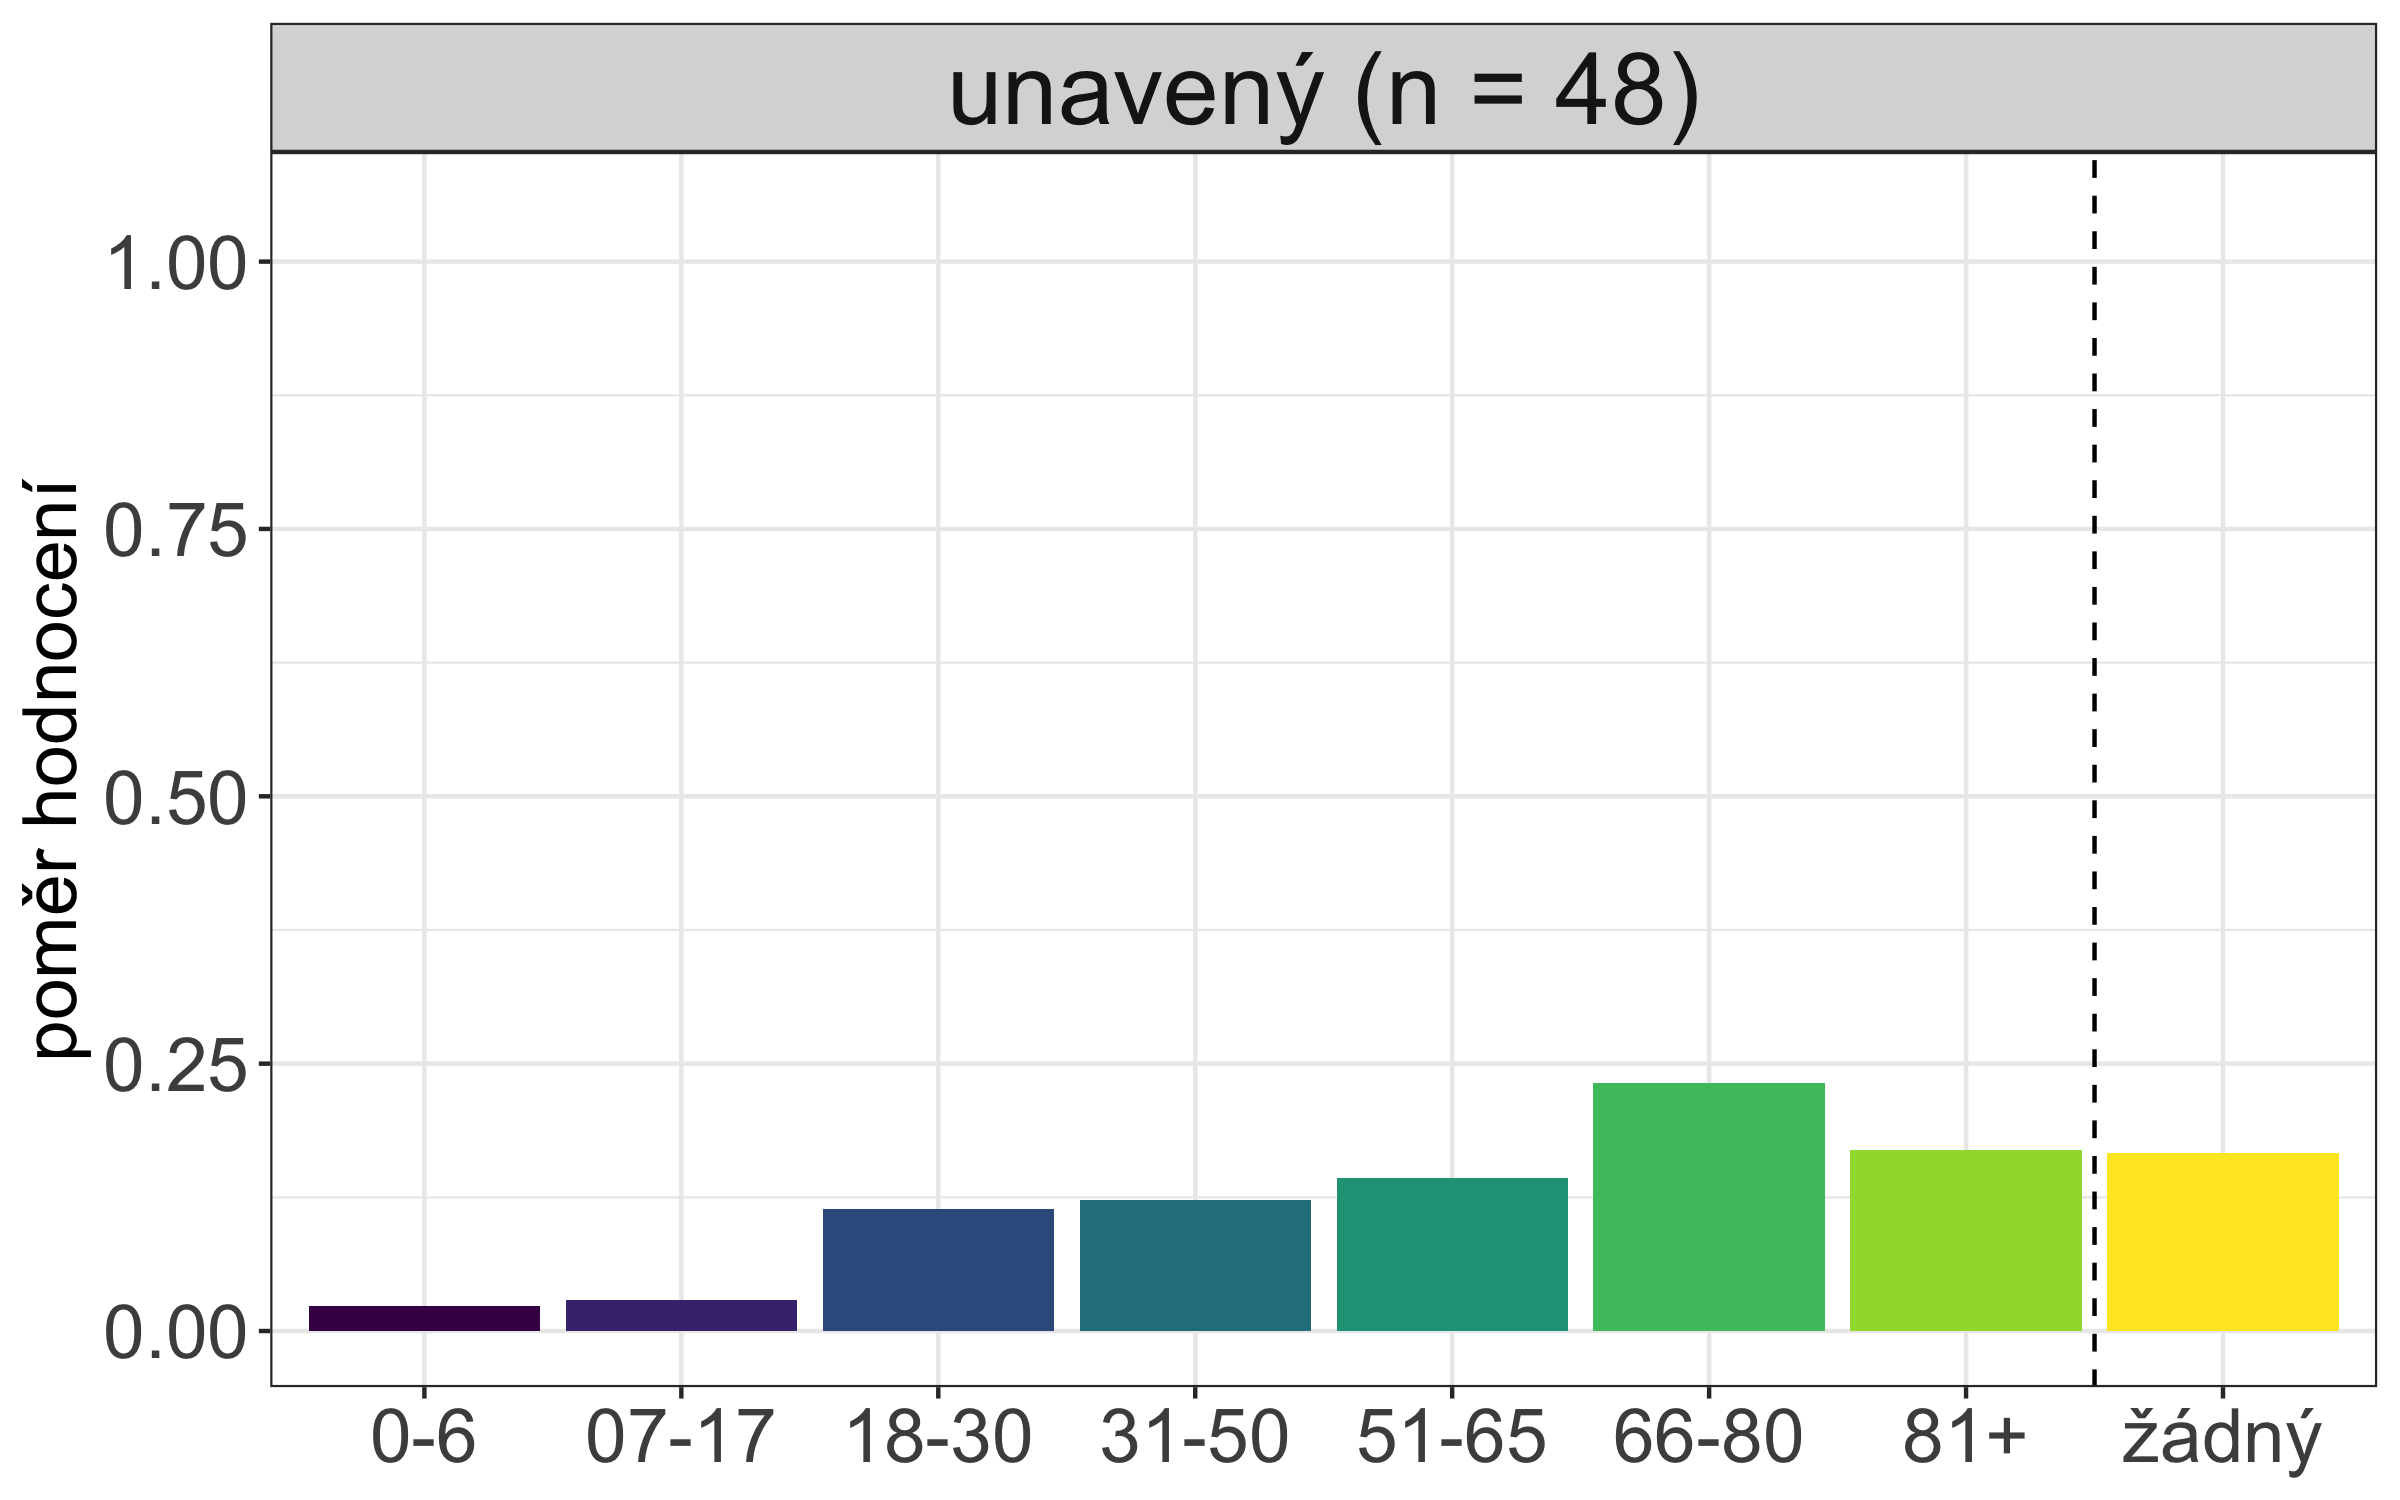 unavený (n = 48)
poměr hodnocení
1.00
0.75
0.50
0.25
0.00
0-6 07-17 18-30 31-50 51-65 66-80 81+ žádný